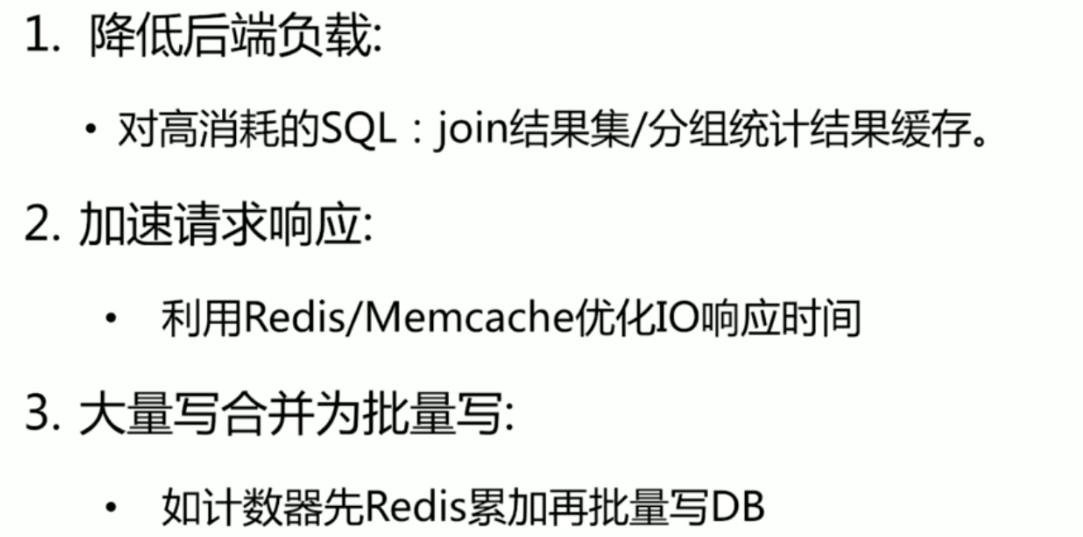 1. 降低后端负载:
• 对高消耗的SQL：join结果集/分组统计结果缓存。
2. 加速请求响应:
• 利用Redis/Memcache优化IO响应时间
3. 大量写合并为批量写:
• 如计数器先Redis累加再批量写DB